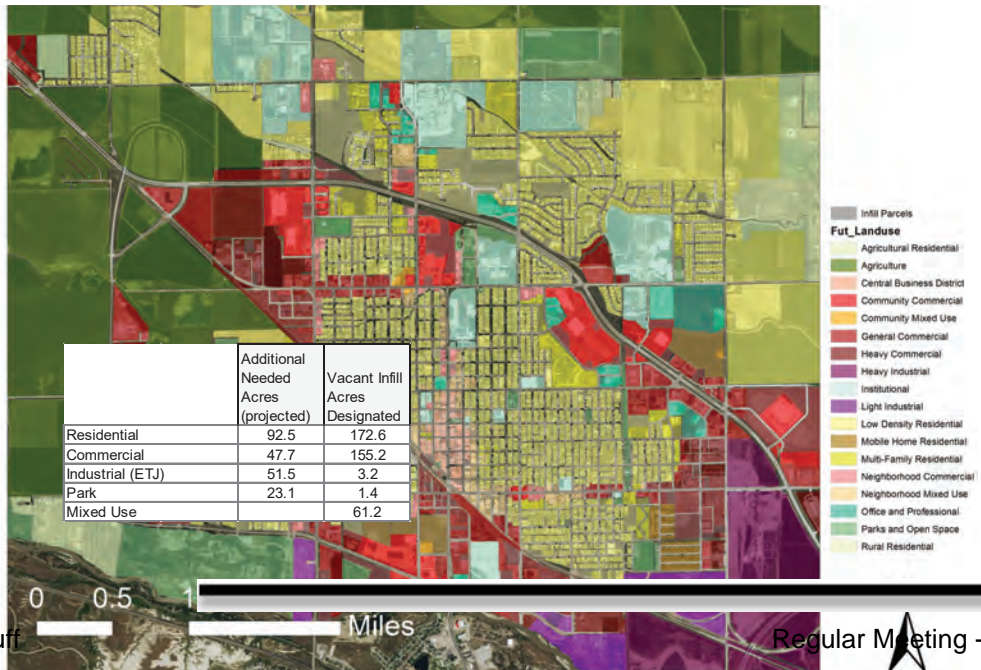 Infill Parcels
Fut_Landuse
Agricultural Residential
Agriculture
Central Business District
Community Commercial
Community Mixed Use
General Commercial
Heavy Commercial
Heavy Industrial
Institutional
Light Industrial
Low Density Residential
Mobile Home Residential
Multi-Family Residential
Neighborhood Commercial
Neighborhood Mixed Use
Office and Professional
Parks and Open Space
Rural Residential
Additional Needed Acres (projected) Vacant Infill Acres Designated
Residential 92.5 172.6
Commercial 47.7 155.2
Industrial (ETJ) 51.5 3.2
Park 23.1 1.4
Mixed Use 61.2
0 0.5 1
Miles
uff Regular Meeting -